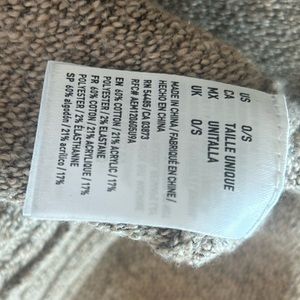 US O/S
CA TAILLE UNIQUE
MX UNITALLA
UK O/S
MADE IN CHINA / FABRIQUÉ EN CHINE /
HECHO EN CHINA
RN 54485 / CA 03873
RFC# AEM1208065U9A
EN 60% COTTON / 21% ACRYLIC / 17%
POLYESTER / 2% ELASTANE
FR 60% COTON / 21% ACRYLIQUE / 17%
POLYESTER / 2% ÉLASTHANNE
SP 60% algodón / 21% acrílico / 17%